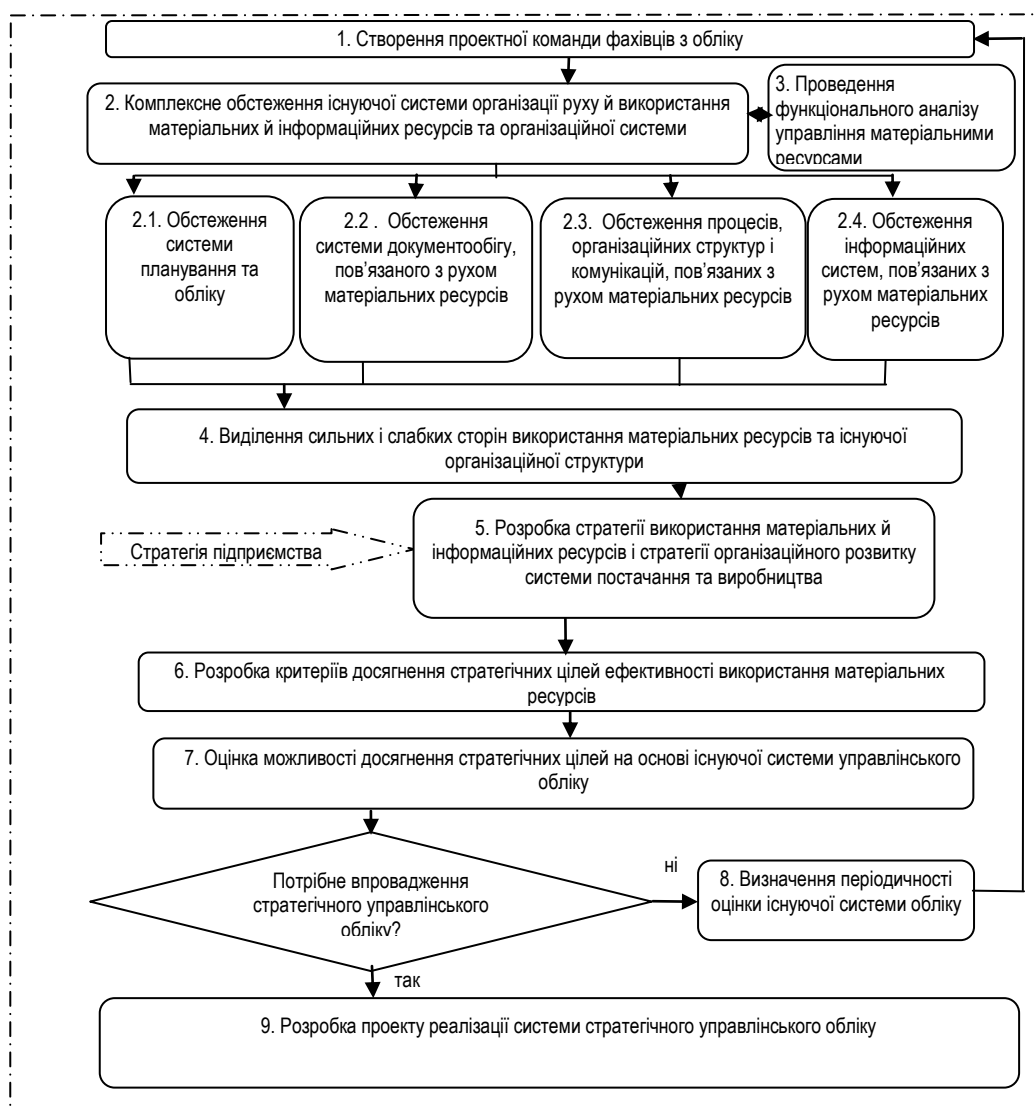 1. Створення проектної команди фахівців з обліку
2. Комплексне обстеження існуючої системи організації руху й використання
матеріальних й інформаційних ресурсів та організаційної системи
3. Проведення
функціонального аналізу
управління матеріальними
ресурсами
2.1. Обстеження
системи
планування та
обліку
2.2 . Обстеження
системи документообігу,
пов’язаного з рухом
матеріальних ресурсів
2.3. Обстеження процесів,
організаційних структур і
комунікацій, пов’язаних з
рухом матеріальних ресурсів
2.4. Обстеження
інформаційних
систем, пов’язаних з
рухом матеріальних
ресурсів
4. Виділення сильних і слабких сторін використання матеріальних ресурсів та існуючої
організаційної структури
Стратегія підприємства
5. Розробка стратегії використання матеріальних й
інформаційних ресурсів і стратегії організаційного розвитку
системи постачання та виробництва
6. Розробка критеріїв досягнення стратегічних цілей ефективності використання матеріальних
ресурсів
7. Оцінка можливості досягнення стратегічних цілей на основі існуючої системи управлінського
обліку
Потрібне впровадження
стратегічного управлінського
обліку?
ні
8. Визначення періодичності
оцінки існуючої системи обліку
так
9. Розробка проекту реалізації системи стратегічного управлінського обліку